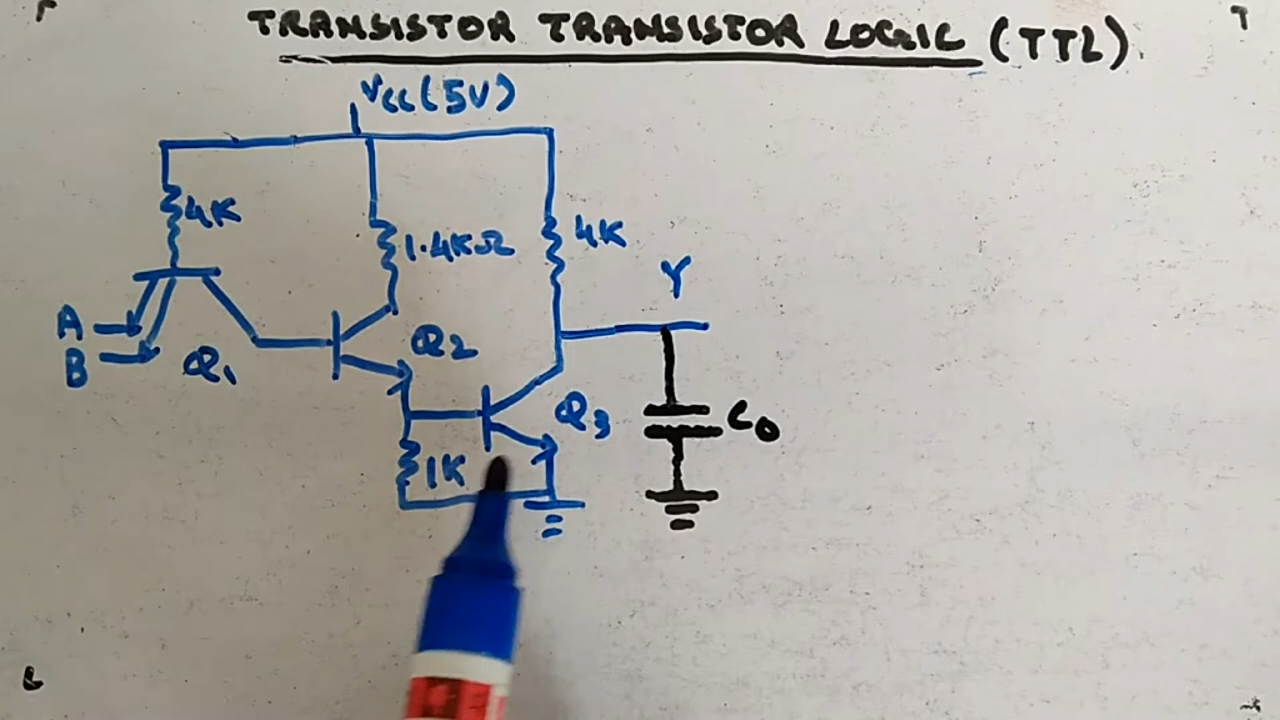 TRANSISTOR TRANSISTOR LOGIC (TTL)
VCC (5V)
4K
1.4KΩ
4K
Y
A
B
Q1
Q2
Q3
C0
1K